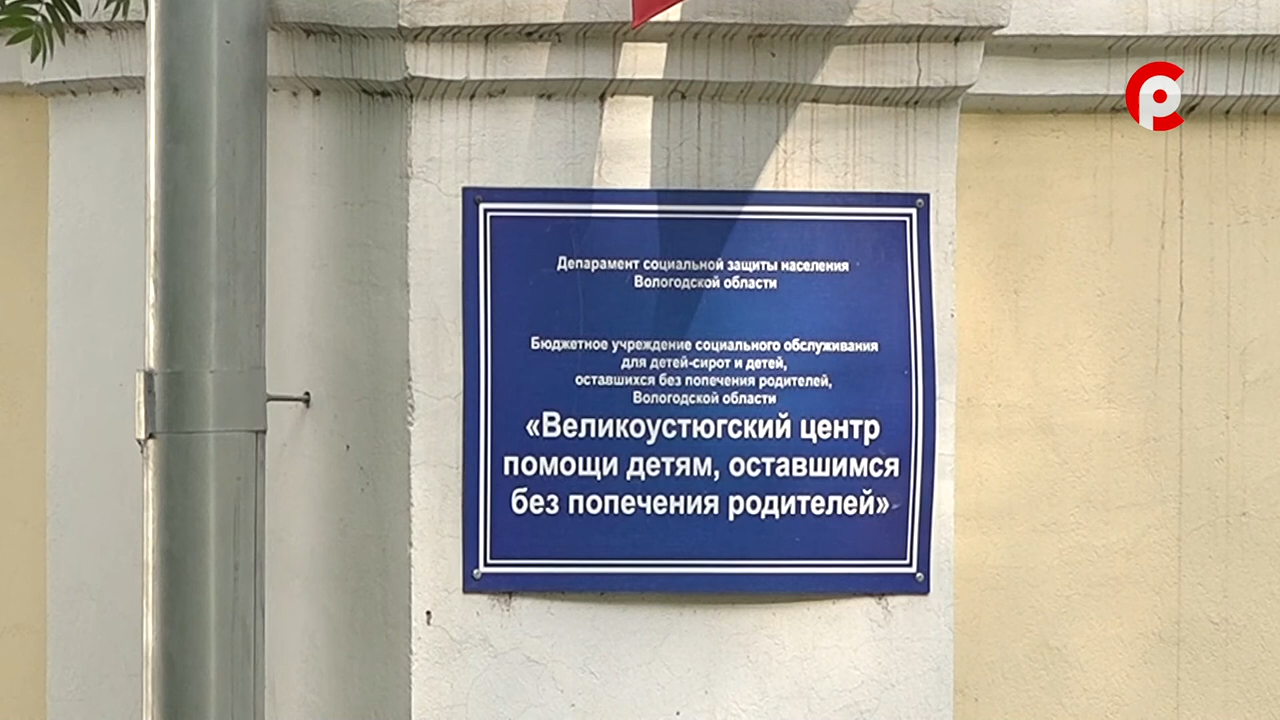 Депарамент социальной защиты населения
Вологодской области
Бюджетное учреждение социального обслуживания
для детей-сирот и детей,
оставшихся без попечения родителей,
Вологодской области
«Великоустюгский центр
помощи детям, оставшимся
без попечения родителей»